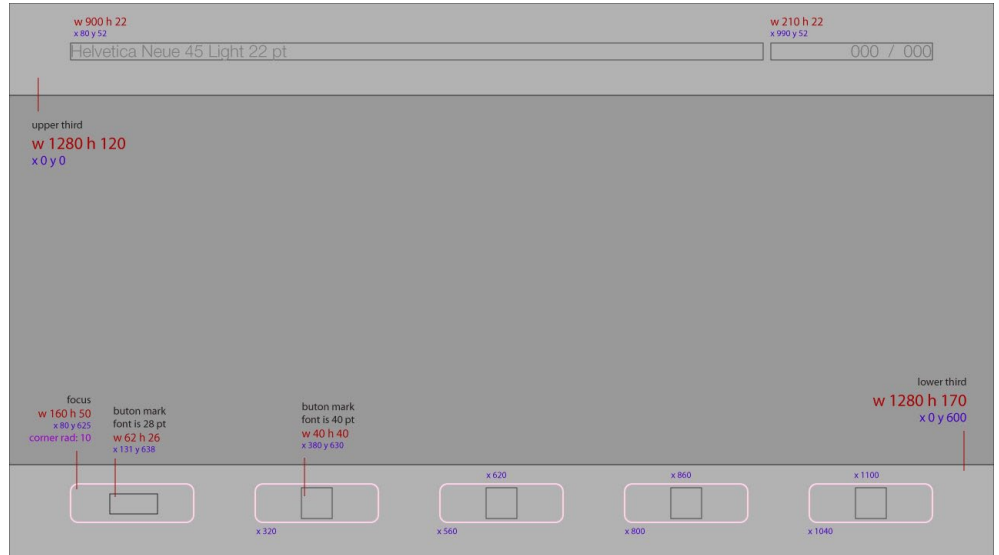 w 900 h 22
x 80 y 52
w 210 h 22
x 990 y 52
Helvetica Neue 45 Light 22 pt
000 / 000
upper third
w 1280 h 120
x 0 y 0
lower third
w 1280 h 170
x 0 y 600
focus
w 160 h 50
x 80 y 625
corner rad: 10
buton mark
font is 28 pt
w 62 h 26
x 131 y 638
buton mark
font is 40 pt
w 40 h 40
x 380 y 630
x 620
x 860
x 1100
x 320
x 560
x 800
x 1040